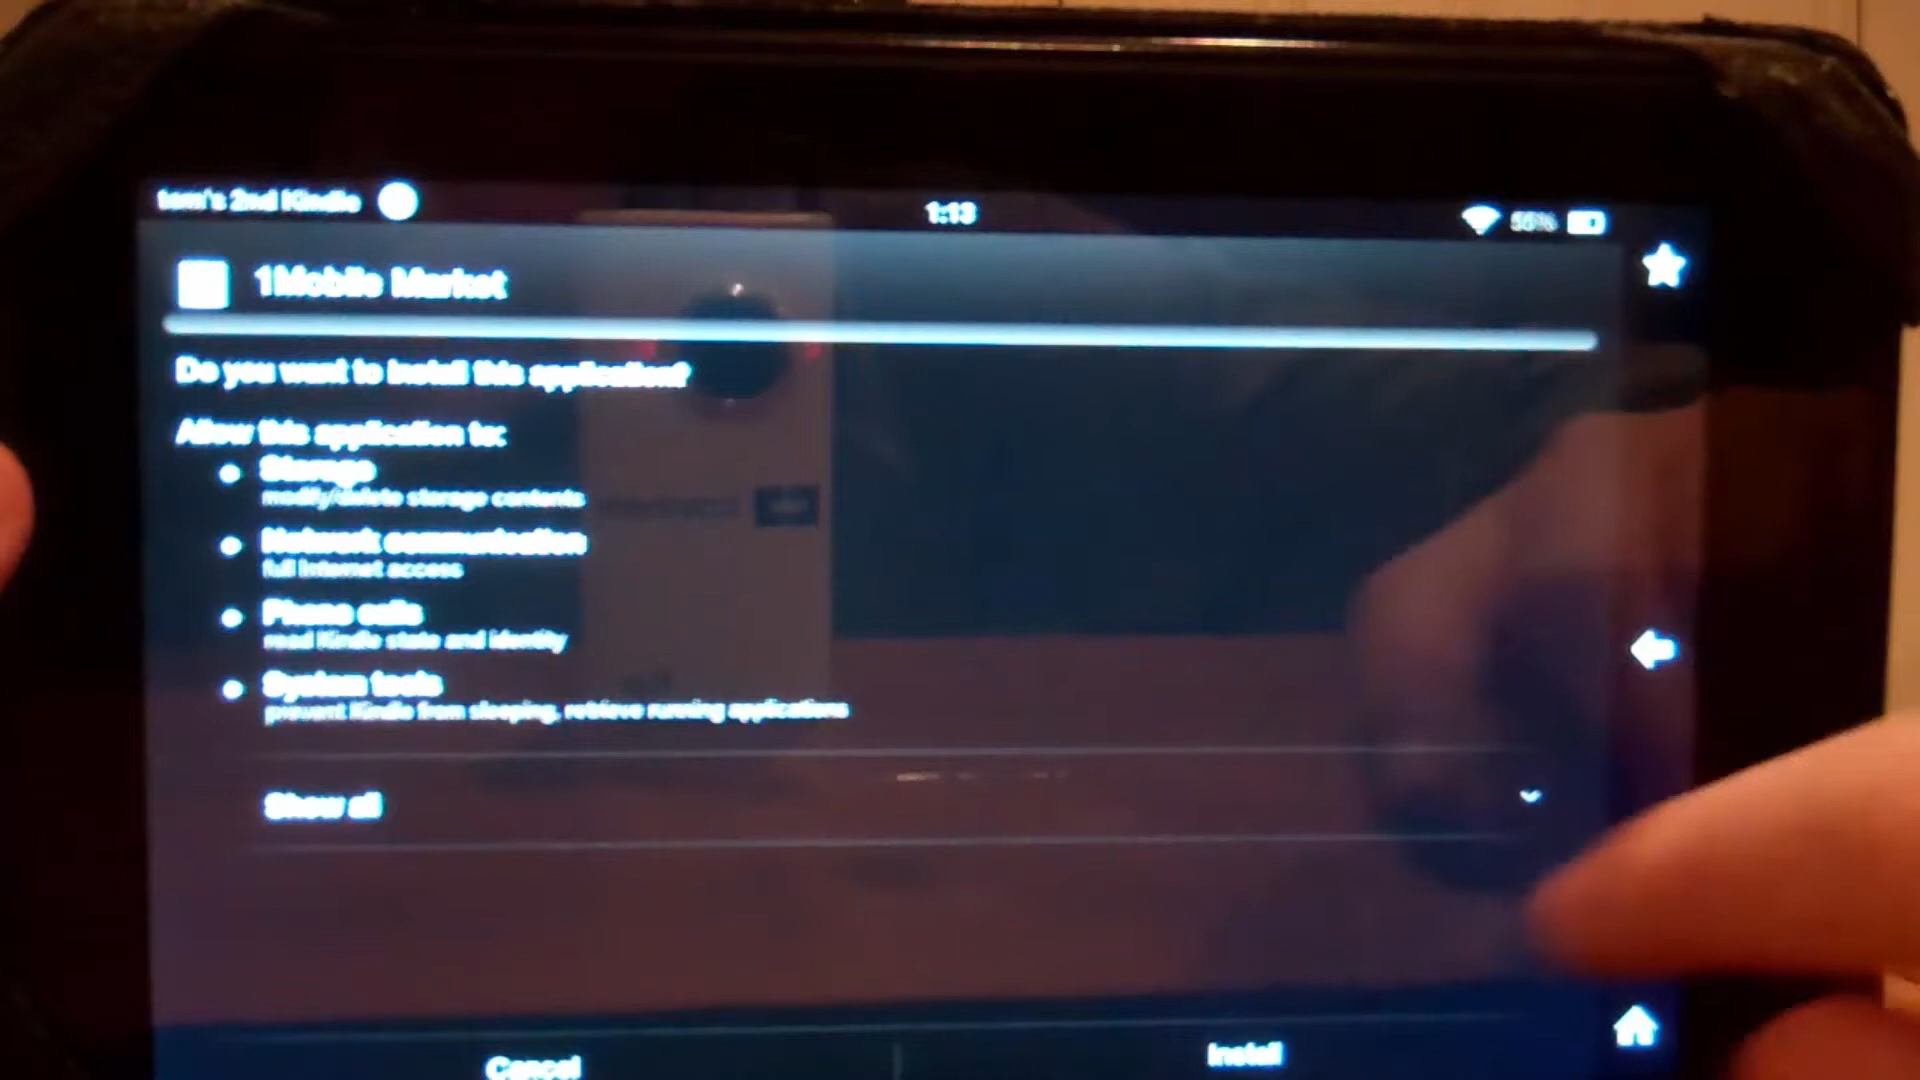 tom's 2nd Kindle
1:13
1Mobile Market
Do you want to install this application?
Allow this application to:
Storage
modify/delete storage contents
Network communication
full Internet access
Phone calls
read Kindle state and identity
System tools
prevent Kindle from sleeping, retrieve running applications
Show all
Cancel
Install